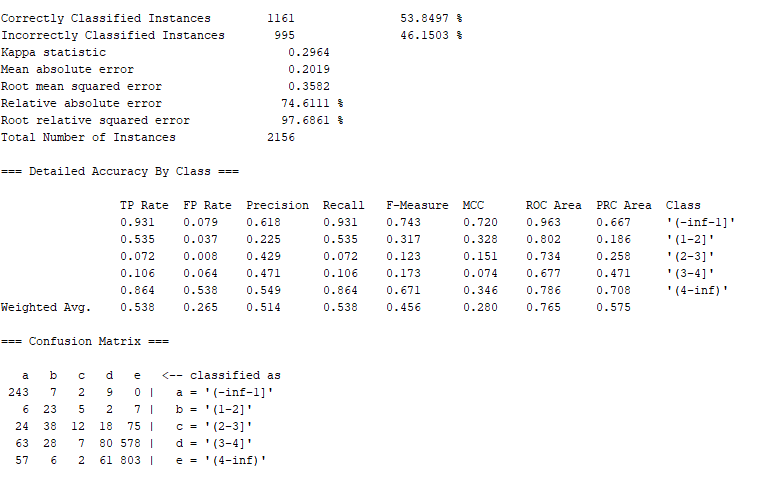 Correctly Classified Instances 1161 53.8497 %
Incorrectly Classified Instances 995 46.1503 %
Kappa statistic 0.2964
Mean absolute error 0.2019
Root mean squared error 0.3582
Relative absolute error 74.6111 %
Root relative squared error 97.6861 %
Total Number of Instances 2156
=== Detailed Accuracy By Class ===
TP Rate FP Rate Precision Recall F-Measure MCC ROC Area PRC Area Class
0.931 0.079 0.618 0.931 0.743 0.720 0.963 0.667 '(-inf-1]'
0.535 0.037 0.225 0.535 0.317 0.328 0.802 0.186 '(1-2]'
0.072 0.008 0.429 0.072 0.123 0.151 0.734 0.258 '(2-3]'
0.106 0.064 0.471 0.106 0.173 0.074 0.677 0.471 '(3-4]'
0.864 0.538 0.549 0.864 0.671 0.346 0.786 0.708 '(4-inf)'
Weighted Avg. 0.538 0.265 0.514 0.538 0.456 0.280 0.765 0.575
=== Confusion Matrix ===
a b c d e <-- classified as
243 7 2 9 0 | a = '(-inf-1]'
6 23 5 2 7 | b = '(1-2]'
24 38 12 18 75 | c = '(2-3]'
63 28 7 80 578 | d = '(3-4]'
57 6 2 61 803 | e = '(4-inf)'